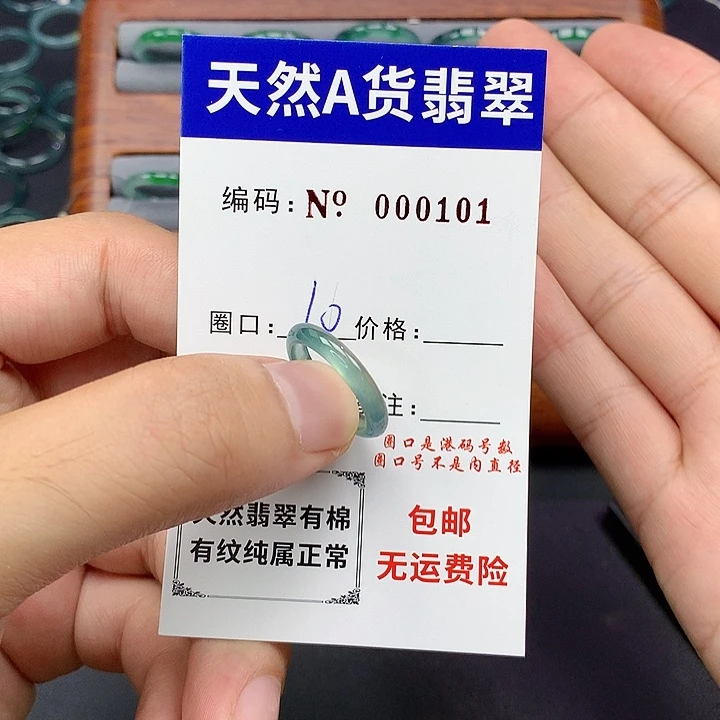 天然A货翡翠
编码: Nº 000101
圈口: 10 价格:
注:
圈口是港码号数
圈口号不是内直径
天然翡翠有棉
有纹纯属正常
包邮
无运费险